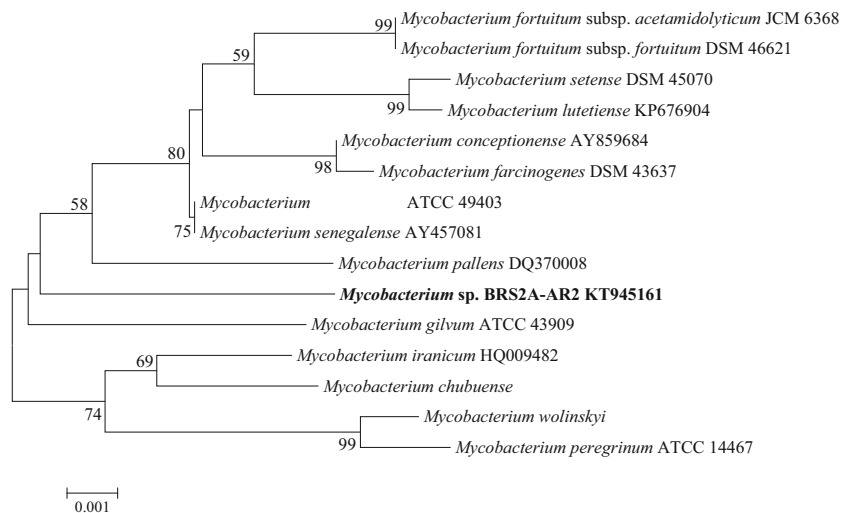 99
Mycobacterium fortuitum subsp. acetamidolyticum JCM 6368
59
Mycobacterium fortuitum subsp. fortuitum DSM 46621
Mycobacterium setense DSM 45070
99
Mycobacterium lutetiense KP676904
Mycobacterium conceptionense AY859684
80
98
Mycobacterium farcinogenes DSM 43637
58
Mycobacterium ATCC 49403
75
Mycobacterium senegalense AY457081
Mycobacterium pallens DQ370008
Mycobacterium sp. BRS2A-AR2 KT945161
Mycobacterium gilvum ATCC 43909
69
Mycobacterium iranicum HQ009482
Mycobacterium chubuense
74
Mycobacterium wolinskyi
99
Mycobacterium peregrinum ATCC 14467
0.001